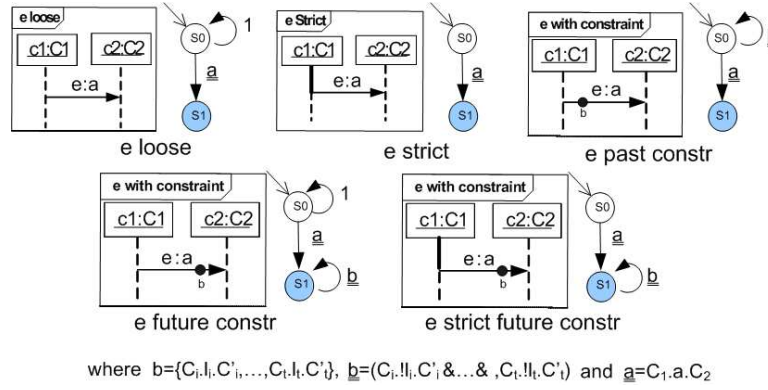 e loose
c1:C1 c2:C2
e:a
S0 1
a
S1
e loose
e Strict
c1:C1 c2:C2
e:a
S0
a
S1
e strict
e with constraint
c1:C1 c2:C2
e:a
b
S0
a
S1
e past constr
e with constraint
c1:C1 c2:C2
e:a
b
S0 1
a
S1 b
e future constr
e with constraint
c1:C1 c2:C2
e:a
b
S0
a
S1 b
e strict future constr
where b={Cᵢ.lᵢ.C'ᵢ,...,Cₜ.lₜ.C'ₜ}, b=(Cᵢ.!lᵢ.C'ᵢ &...& ,Cₜ.!lₜ.C'ₜ) and a=C₁.a.C₂